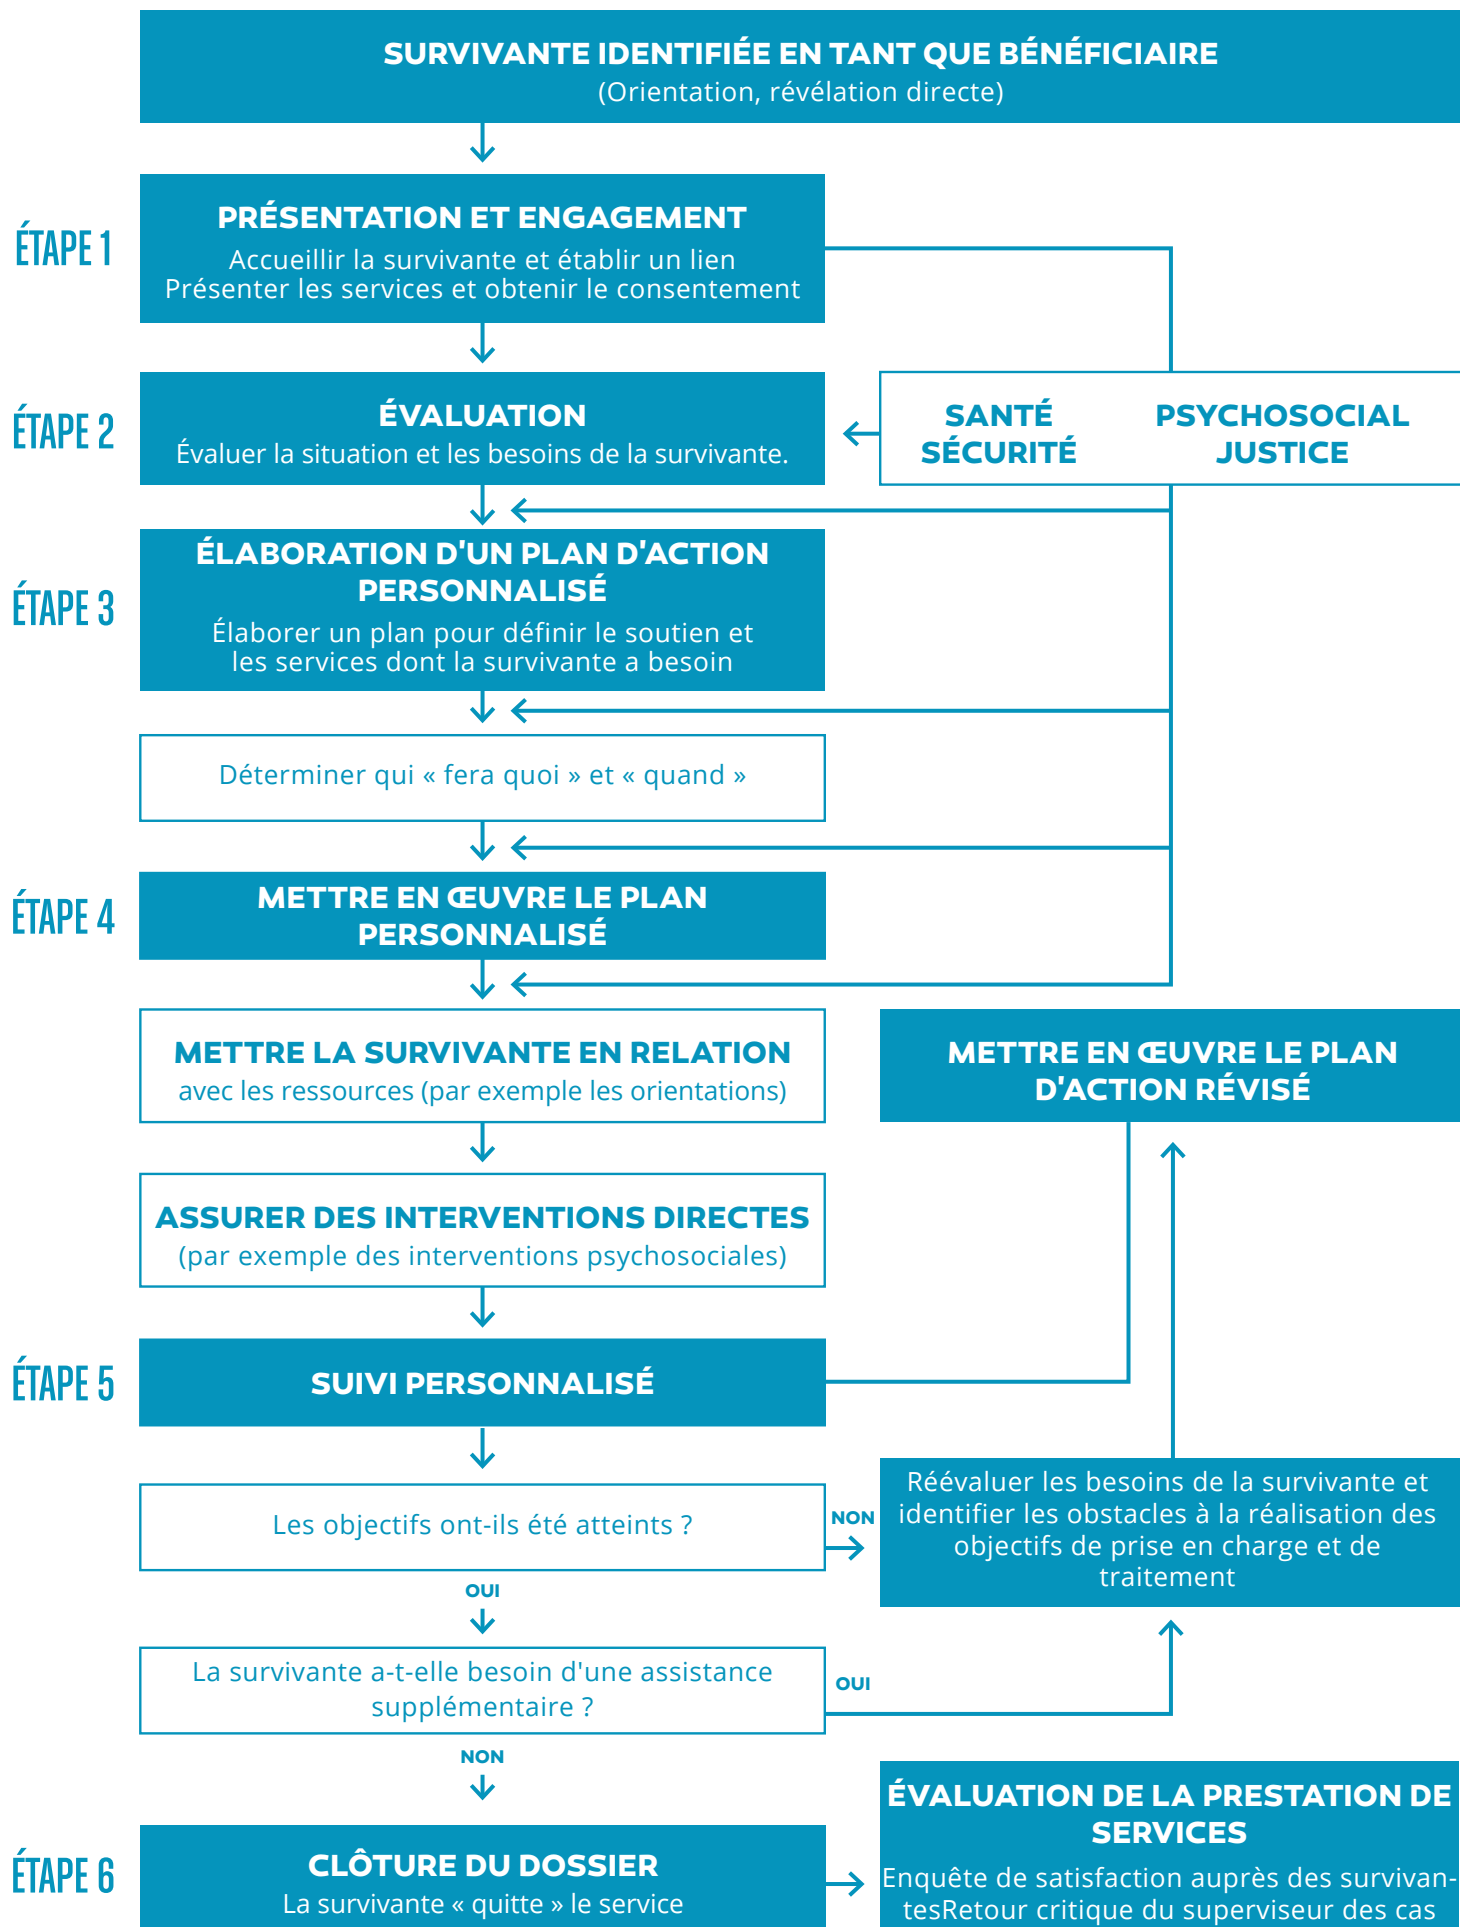 SURVIVANTE IDENTIFIÉE EN TANT QUE BÉNÉFICIAIRE
(Orientation, révélation directe)
ÉTAPE 1
PRÉSENTATION ET ENGAGEMENT
Accueillir la survivante et établir un lien
Présenter les services et obtenir le consentement
ÉTAPE 2
ÉVALUATION
Évaluer la situation et les besoins de la survivante.
SANTÉ
SÉCURITÉ
PSYCHOSOCIAL
JUSTICE
ÉTAPE 3
ÉLABORATION D'UN PLAN D'ACTION
PERSONNALISÉ
Élaborer un plan pour définir le soutien et
les services dont la survivante a besoin
Déterminer qui « fera quoi » et « quand »
ÉTAPE 4
METTRE EN ŒUVRE LE PLAN
PERSONNALISÉ
METTRE LA SURVIVANTE EN RELATION
avec les ressources (par exemple les orientations)
METTRE EN ŒUVRE LE PLAN
D'ACTION RÉVISÉ
ASSURER DES INTERVENTIONS DIRECTES
(par exemple des interventions psychosociales)
ÉTAPE 5
SUIVI PERSONNALISÉ
Les objectifs ont-ils été atteints ?
NON
Réévaluer les besoins de la survivante et
identifier les obstacles à la réalisation des
objectifs de prise en charge et de
traitement
OUI
La survivante a-t-elle besoin d'une assistance
supplémentaire ?
OUI
NON
ÉTAPE 6
CLÔTURE DU DOSSIER
La survivante « quitte » le service
ÉVALUATION DE LA PRESTATION DE
SERVICES
Enquête de satisfaction auprès des survivan-
tesRetour critique du superviseur des cas